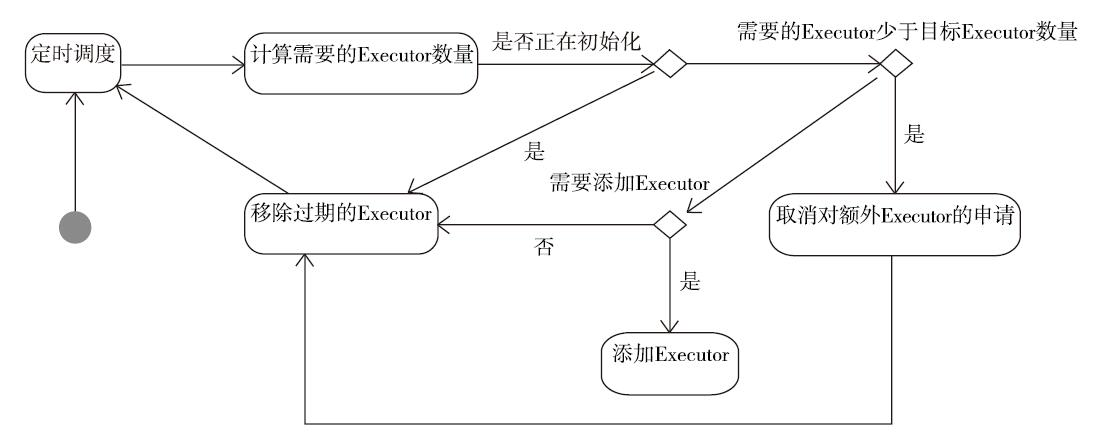 定时调度
计算需要的Executor数量
是否正在初始化
需要的Executor少于目标Executor数量
是
是
需要添加Executor
移除过期的Executor
否
取消对额外Executor的申请
是
添加Executor